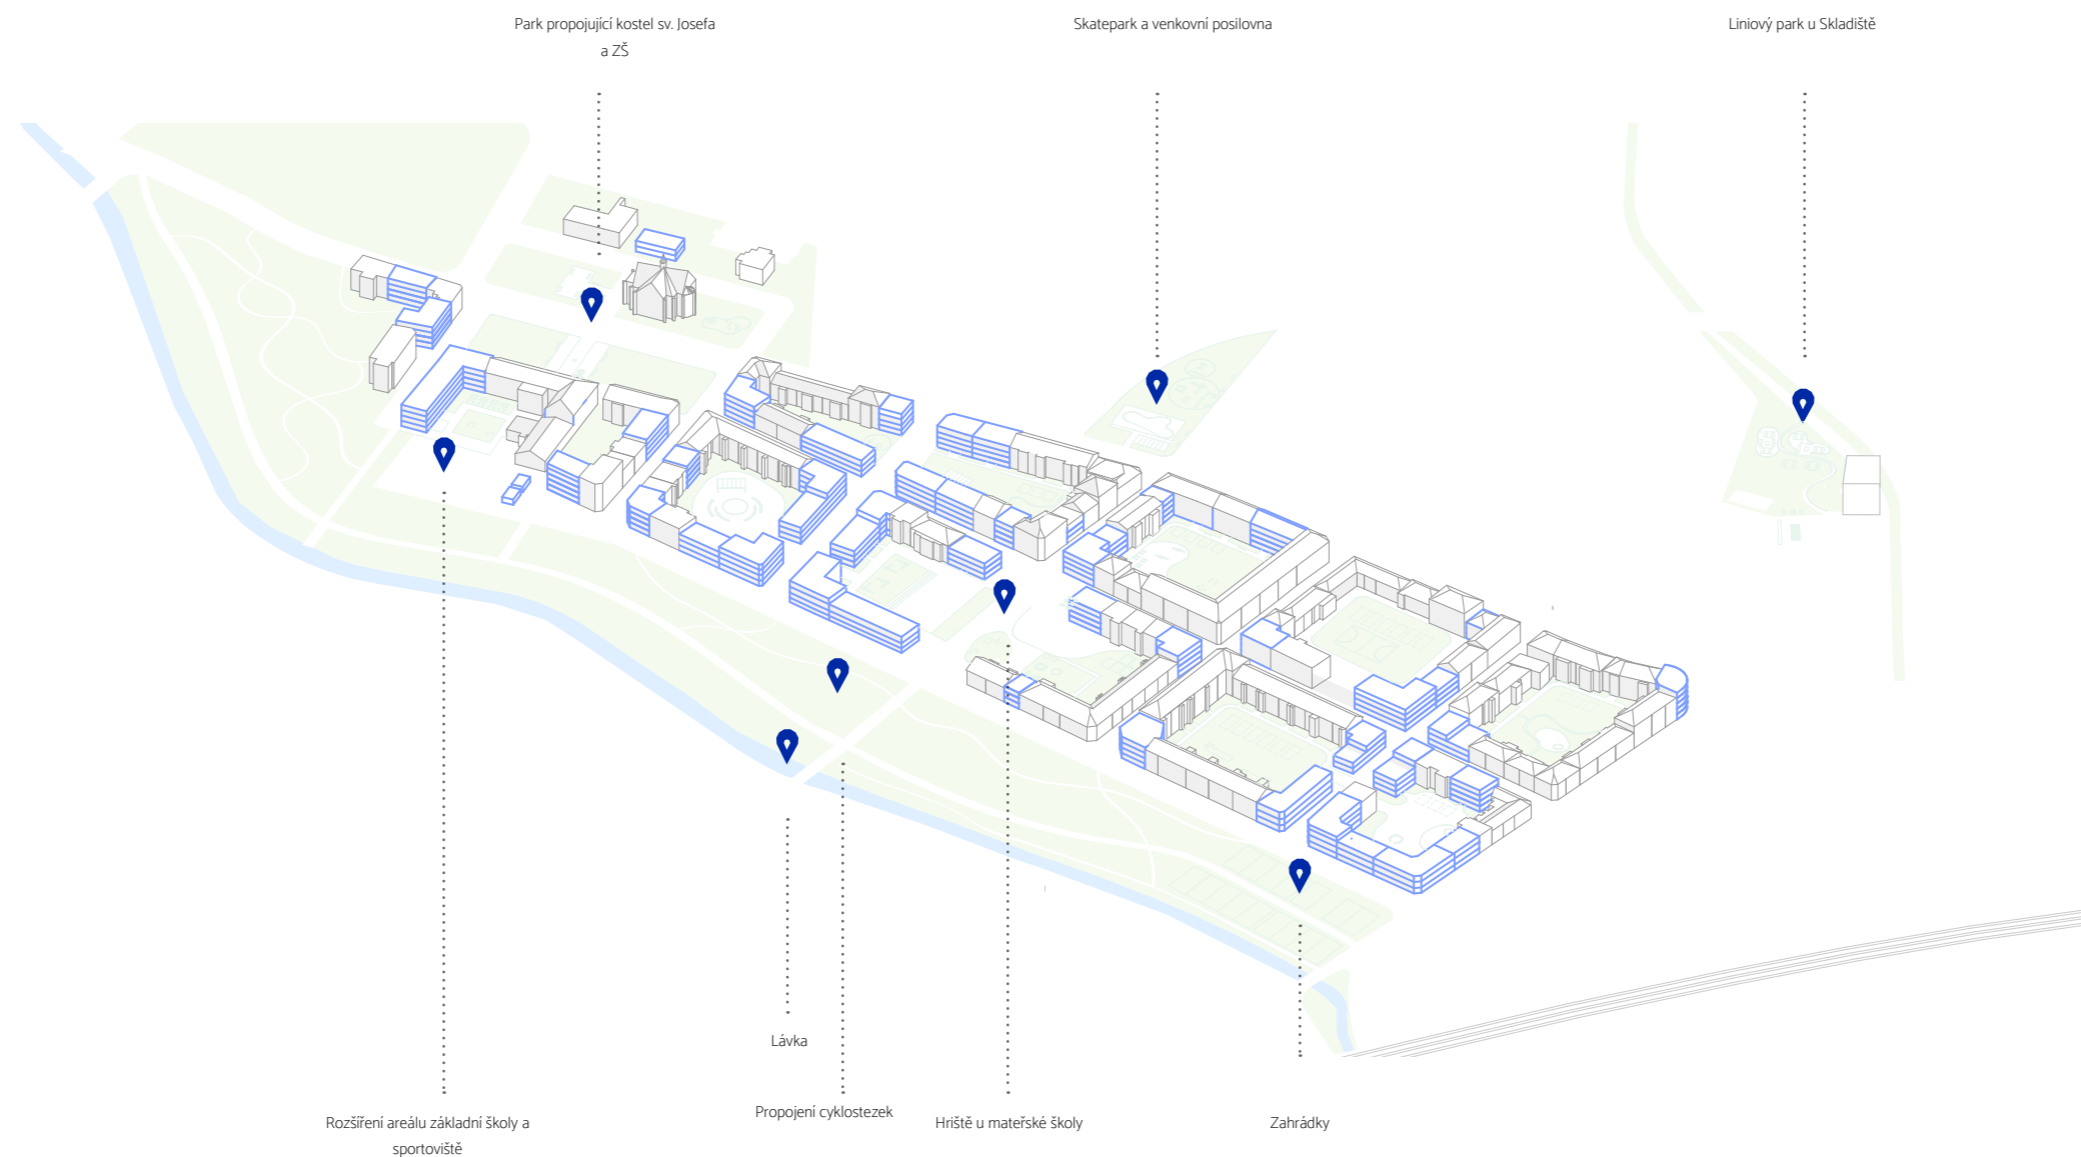 Park propojující kostel sv. Josefa
a ZŠ
Skatepark a venkovní posilovna
Liniový park u Skladiště
Lávka
Propojení cyklostezek
Rozšíření areálu základní školy a
sportoviště
Hriště u mateřské školy
Zahrádky